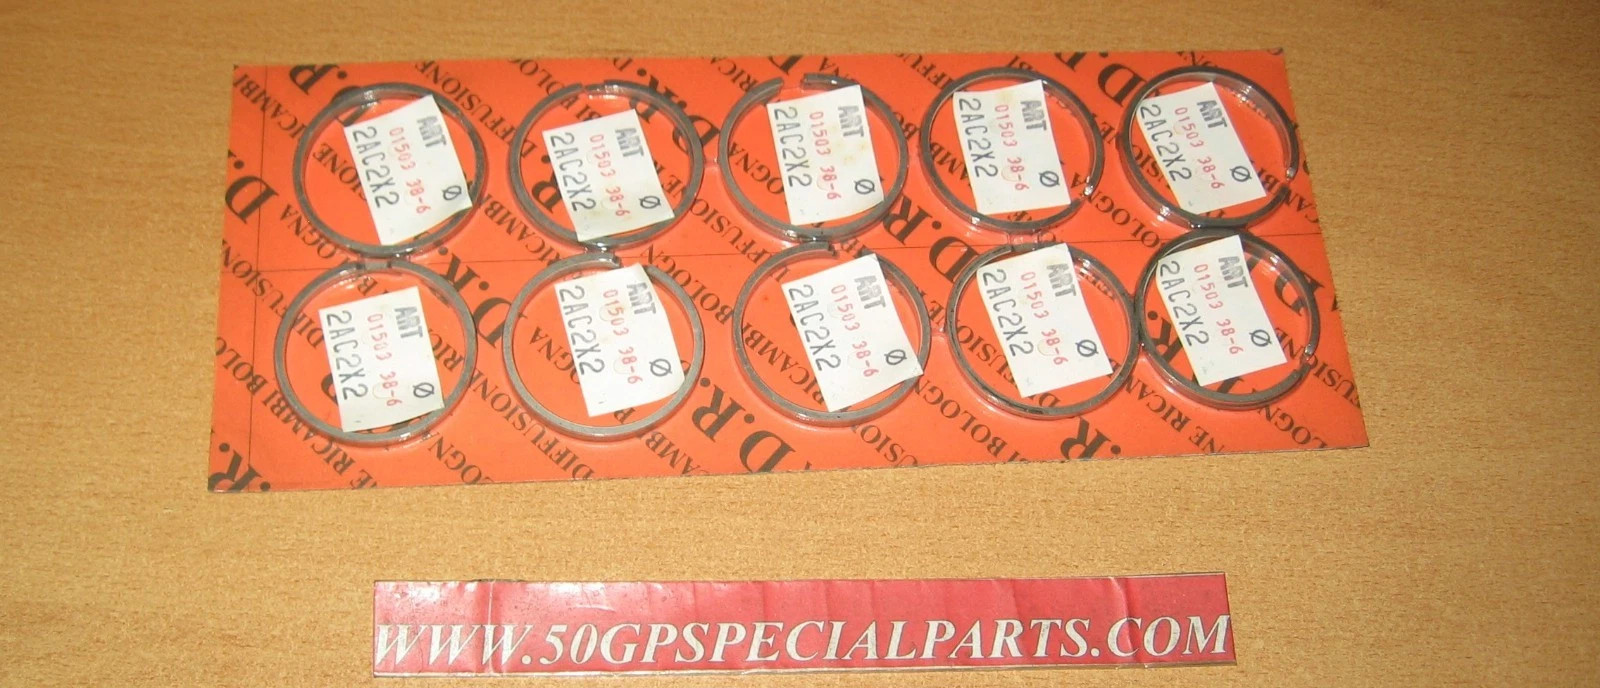 ART
01503 38-6 Ø
2AC2X2
ART
01503 38-6 Ø
2AC2X2
ART
01503 38-6 Ø
2AC2X2
ART
01503 38-6 Ø
2AC2X2
ART
01503 38-6 Ø
2AC2X2
ART
01503 38-6 Ø
2AC2X2
ART
01503 38-6 Ø
2AC2X2
ART
01503 38-6 Ø
2AC2X2
ART
01503 38-6 Ø
2AC2X2
ART
01503 38-6 Ø
2AC2X2
D.R.
DIFFUSIONE RICAMBI BOLOGNA
WWW.50GPSPECIALPARTS.COM